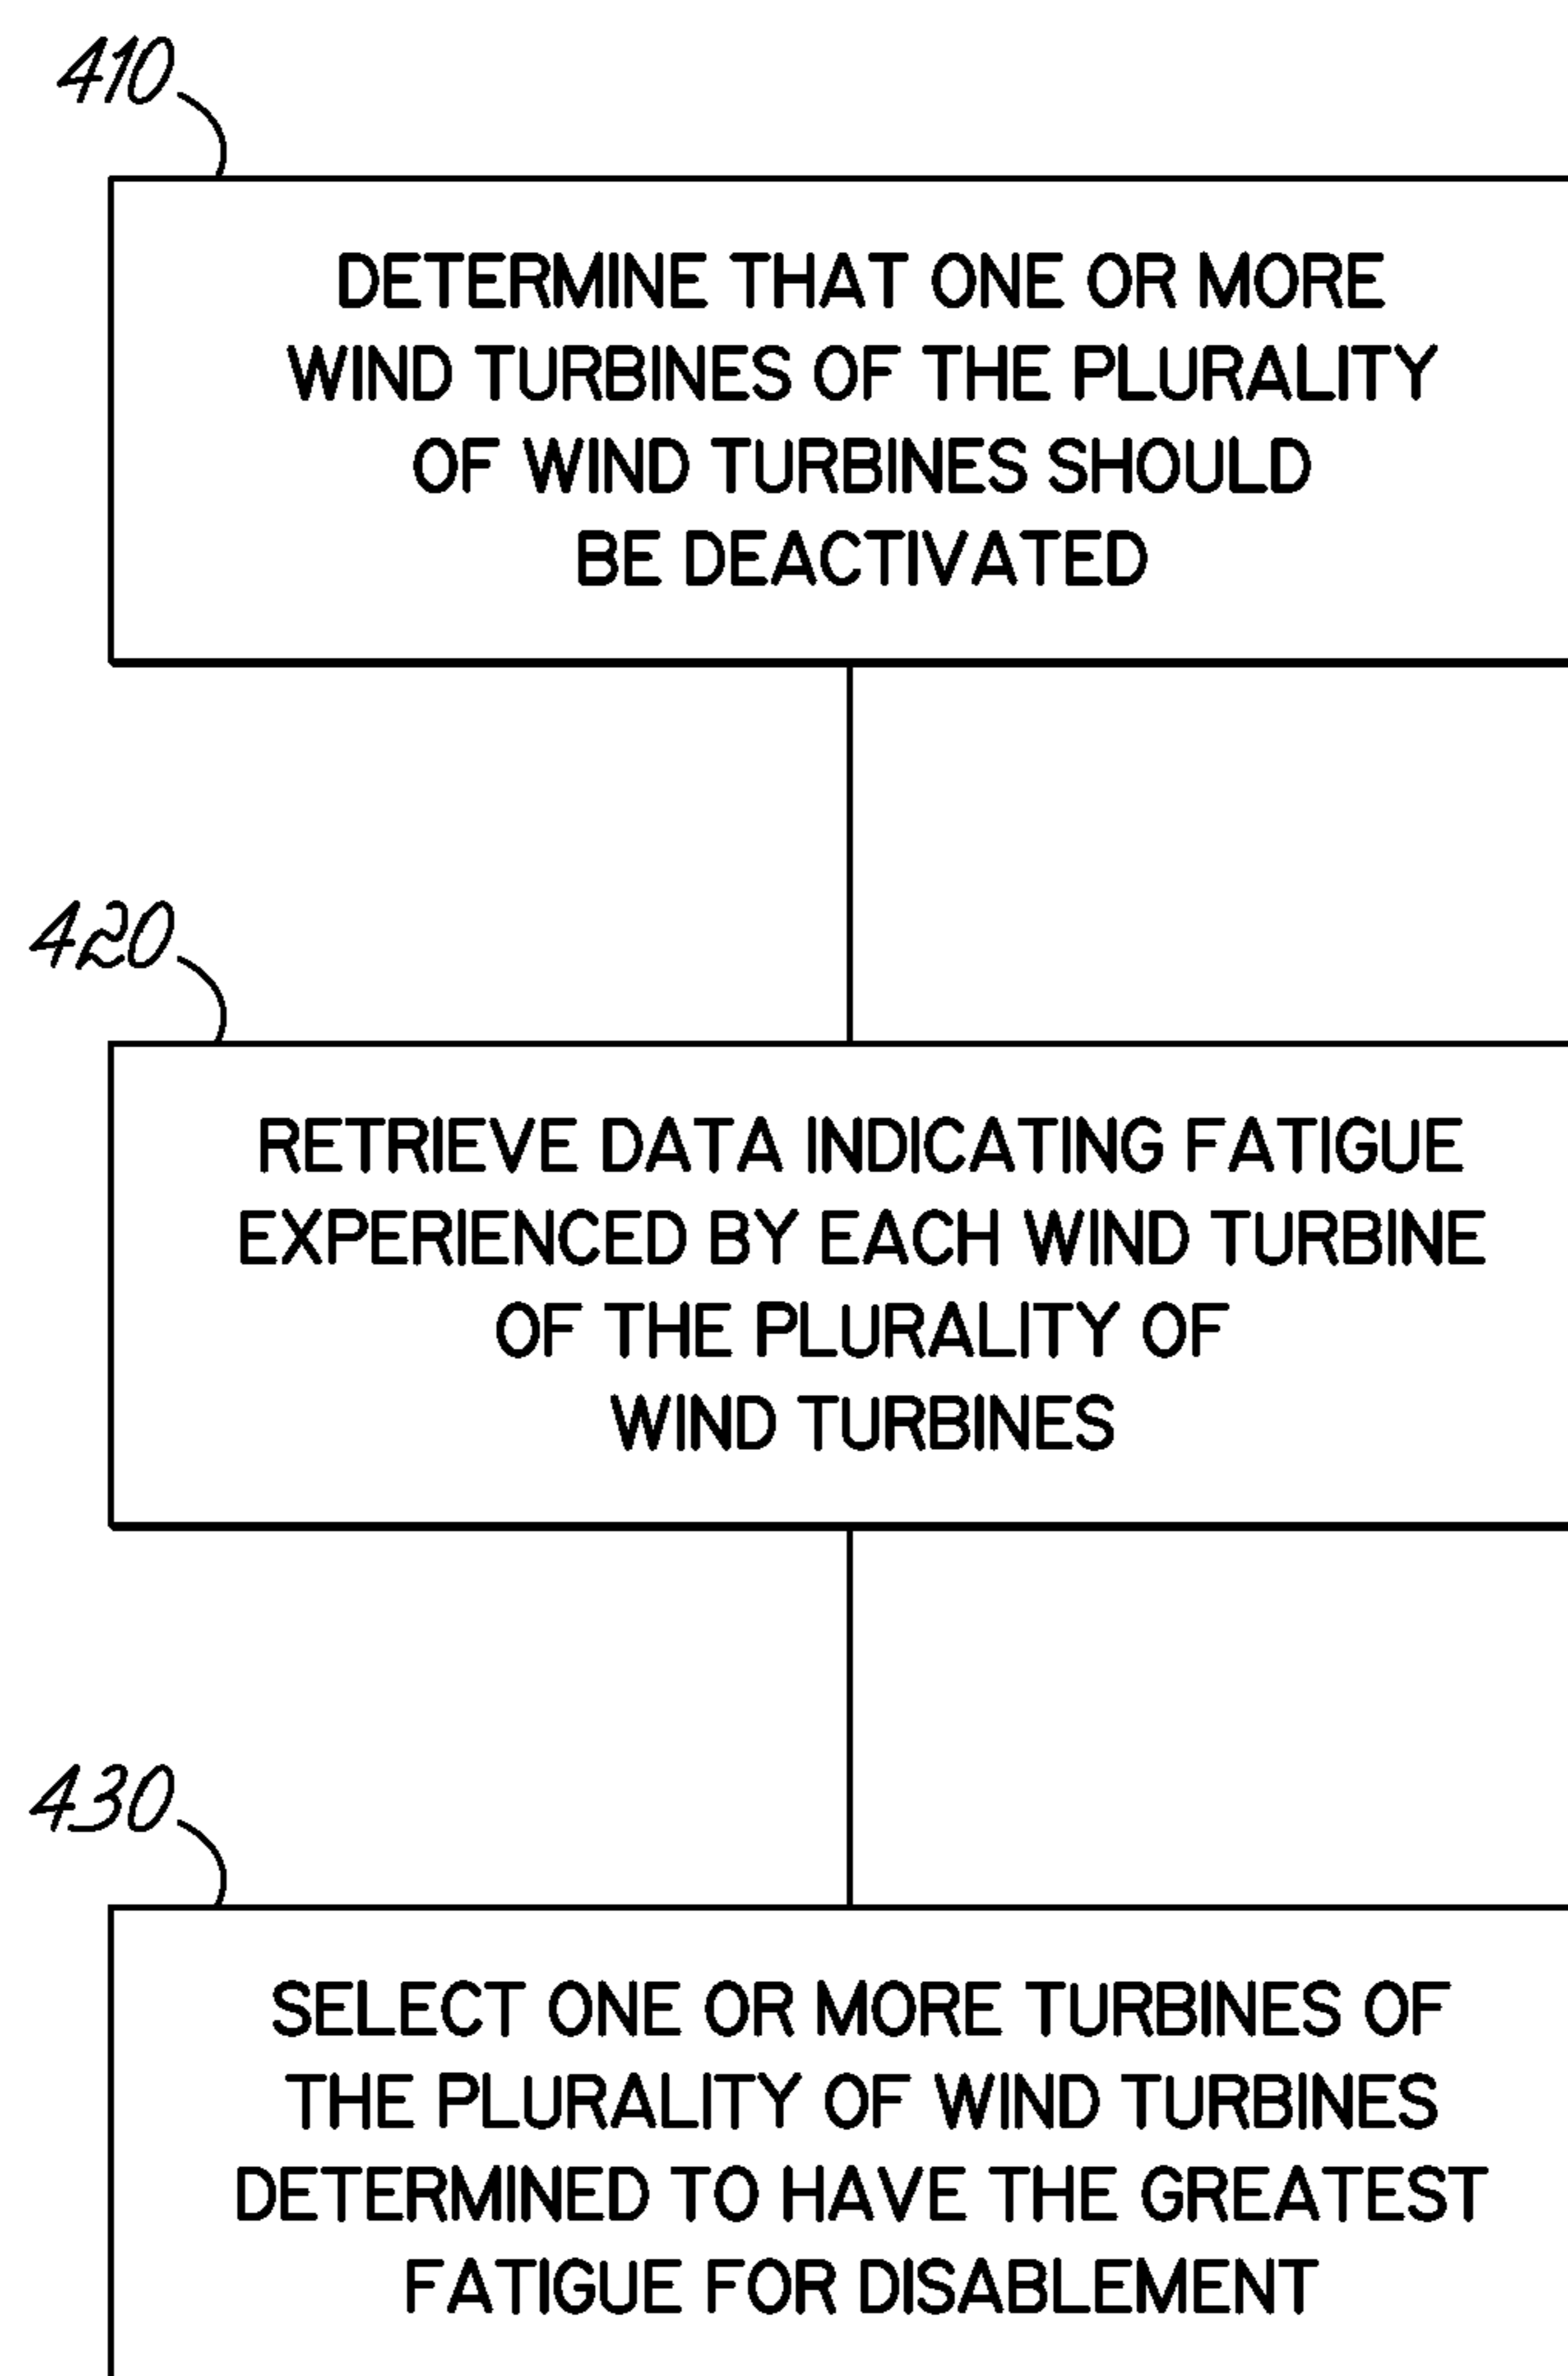 410
DETERMINE THAT ONE OR MORE
WIND TURBINES OF THE PLURALITY
OF WIND TURBINES SHOULD
BE DEACTIVATED
420
RETRIEVE DATA INDICATING FATIGUE
EXPERIENCED BY EACH WIND TURBINE
OF THE PLURALITY OF
WIND TURBINES
430
SELECT ONE OR MORE TURBINES OF
THE PLURALITY OF WIND TURBINES
DETERMINED TO HAVE THE GREATEST
FATIGUE FOR DISABLEMENT